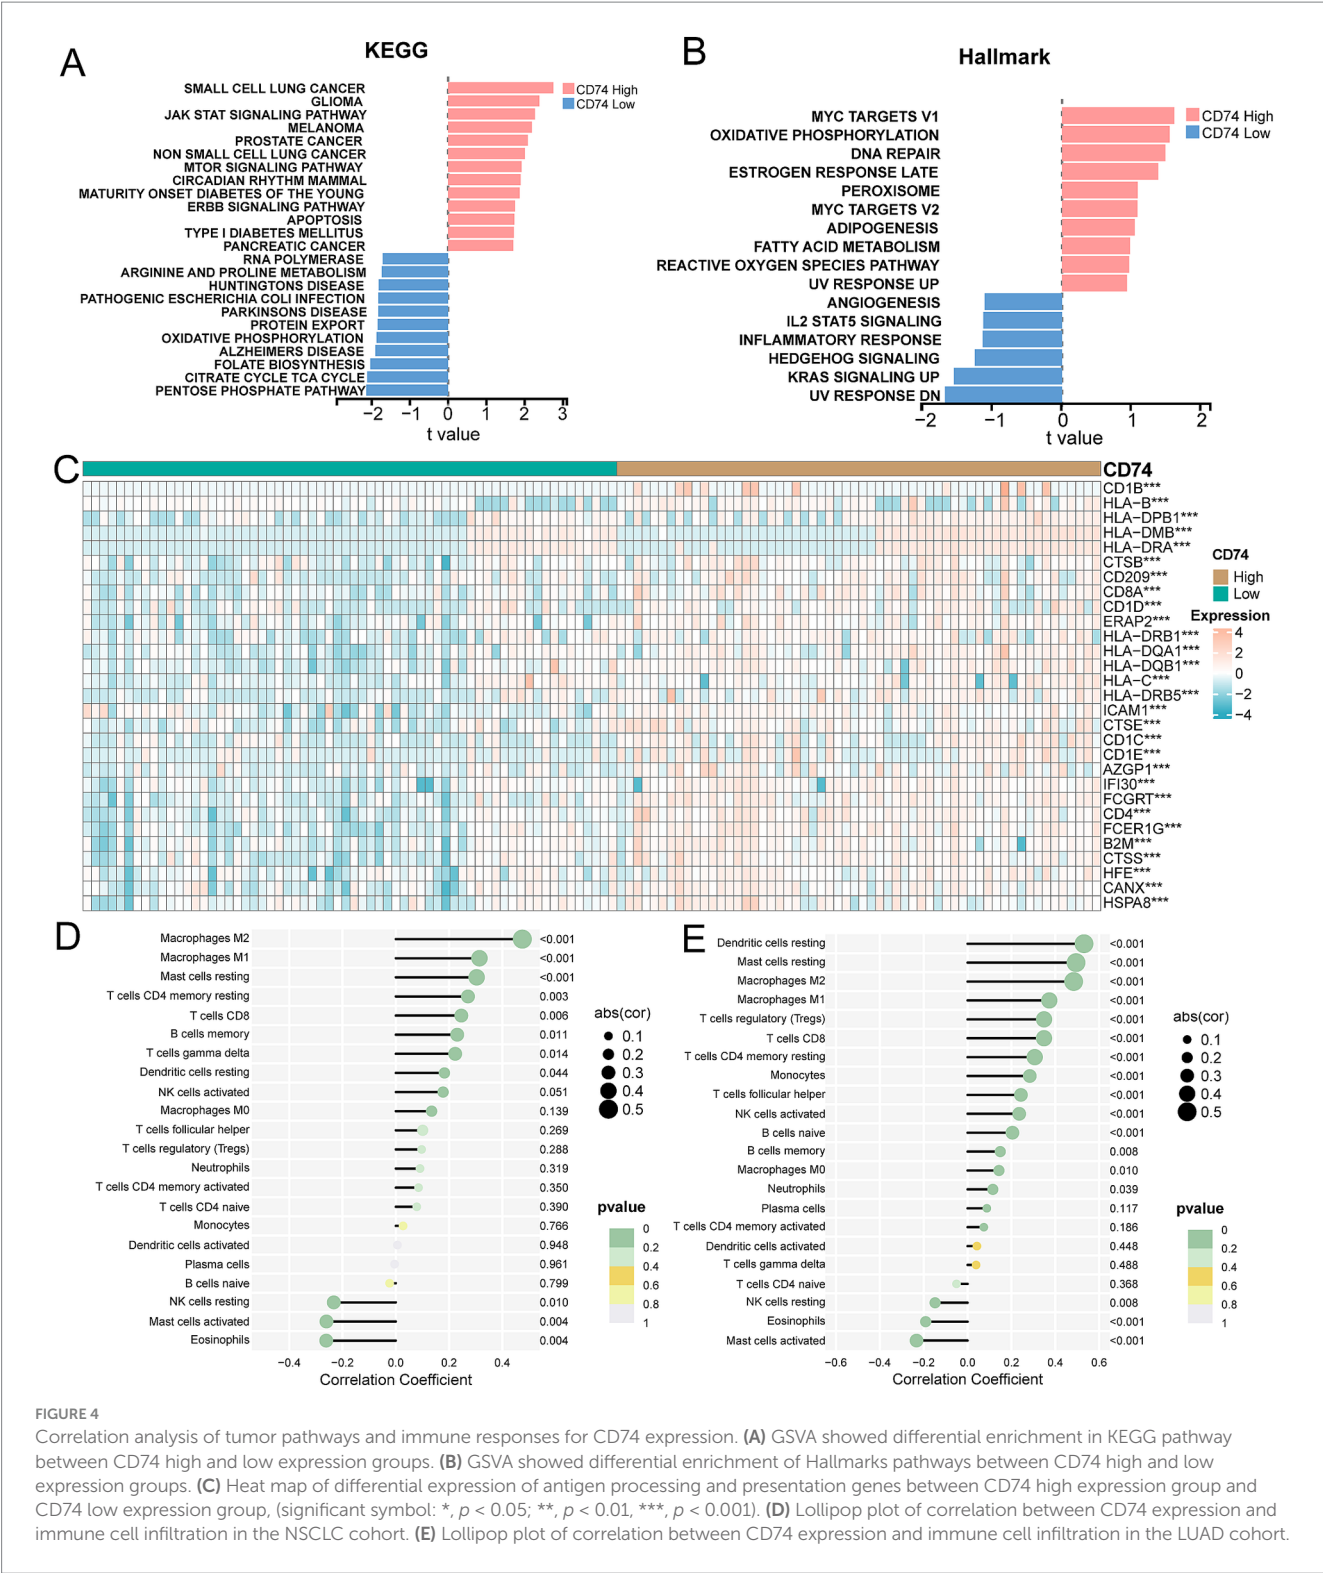 A
KEGG
SMALL CELL LUNG CANCER
GLIOMA
JAK STAT SIGNALING PATHWAY
MELANOMA
PROSTATE CANCER
NON SMALL CELL LUNG CANCER
MTOR SIGNALING PATHWAY
CIRCADIAN RHYTHM MAMMAL
MATURITY ONSET DIABETES OF THE YOUNG
ERBB SIGNALING PATHWAY
APOPTOSIS
TYPE I DIABETES MELLITUS
PANCREATIC CANCER
RNA POLYMERASE
ARGININE AND PROLINE METABOLISM
HUNTINGTONS DISEASE
PATHOGENIC ESCHERICHIA COLI INFECTION
PARKINSONS DISEASE
PROTEIN EXPORT
OXIDATIVE PHOSPHORYLATION
ALZHEIMERS DISEASE
FOLATE BIOSYNTHESIS
CITRATE CYCLE TCA CYCLE
PENTOSE PHOSPHATE PATHWAY
CD74 High
CD74 Low
−2 −1 0 1 2 3
t value
B
Hallmark
MYC TARGETS V1
OXIDATIVE PHOSPHORYLATION
DNA REPAIR
ESTROGEN RESPONSE LATE
PEROXISOME
MYC TARGETS V2
ADIPOGENESIS
FATTY ACID METABOLISM
REACTIVE OXYGEN SPECIES PATHWAY
UV RESPONSE UP
ANGIOGENESIS
IL2 STAT5 SIGNALING
INFLAMMATORY RESPONSE
HEDGEHOG SIGNALING
KRAS SIGNALING UP
UV RESPONSE DN
CD74 High
CD74 Low
−2 −1 0 1 2
t value
C
CD74
CD1B***
HLA−B***
HLA−DPB1***
HLA−DMB***
HLA−DRA***
CTSB***
CD209***
CD8A***
CD1D***
ERAP2***
HLA−DRB1***
HLA−DQA1***
HLA−DQB1***
HLA−C***
HLA−DRB5***
ICAM1***
CTSE***
CD1C***
CD1E***
AZGP1***
IFI30***
FCGRT***
CD4***
FCER1G***
B2M***
CTSS***
HFE***
CANX***
HSPA8***
CD74
High
Low
Expression
4
2
0
−2
−4
D
Macrophages M2 <0.001
Macrophages M1 <0.001
Mast cells resting <0.001
T cells CD4 memory resting 0.003
T cells CD8 0.006
B cells memory 0.011
T cells gamma delta 0.014
Dendritic cells resting 0.044
NK cells activated 0.051
Macrophages M0 0.139
T cells follicular helper 0.269
T cells regulatory (Tregs) 0.288
Neutrophils 0.319
T cells CD4 memory activated 0.350
T cells CD4 naive 0.390
Monocytes 0.766
Dendritic cells activated 0.948
Plasma cells 0.961
B cells naive 0.799
NK cells resting 0.010
Mast cells activated 0.004
Eosinophils 0.004
−0.4 −0.2 0.0 0.2 0.4
Correlation Coefficient
abs(cor)
0.1
0.2
0.3
0.4
0.5
pvalue
0
0.2
0.4
0.6
0.8
1
E
Dendritic cells resting <0.001
Mast cells resting <0.001
Macrophages M2 <0.001
Macrophages M1 <0.001
T cells regulatory (Tregs) <0.001
T cells CD8 <0.001
T cells CD4 memory resting <0.001
Monocytes <0.001
T cells follicular helper <0.001
NK cells activated <0.001
B cells naive <0.001
B cells memory 0.008
Macrophages M0 0.010
Neutrophils 0.039
Plasma cells 0.117
T cells CD4 memory activated 0.186
Dendritic cells activated 0.448
T cells gamma delta 0.488
T cells CD4 naive 0.368
NK cells resting 0.008
Eosinophils <0.001
Mast cells activated <0.001
−0.6 −0.4 −0.2 0.0 0.2 0.4 0.6
Correlation Coefficient
abs(cor)
0.1
0.2
0.3
0.4
0.5
pvalue
0
0.2
0.4
0.6
0.8
1
FIGURE 4
Correlation analysis of tumor pathways and immune responses for CD74 expression. (A) GSVA showed differential enrichment in KEGG pathway
between CD74 high and low expression groups. (B) GSVA showed differential enrichment of Hallmarks pathways between CD74 high and low
expression groups. (C) Heat map of differential expression of antigen processing and presentation genes between CD74 high expression group and
CD74 low expression group, (significant symbol: *, p < 0.05; **, p < 0.01, ***, p < 0.001). (D) Lollipop plot of correlation between CD74 expression and
immune cell infiltration in the NSCLC cohort. (E) Lollipop plot of correlation between CD74 expression and immune cell infiltration in the LUAD cohort.